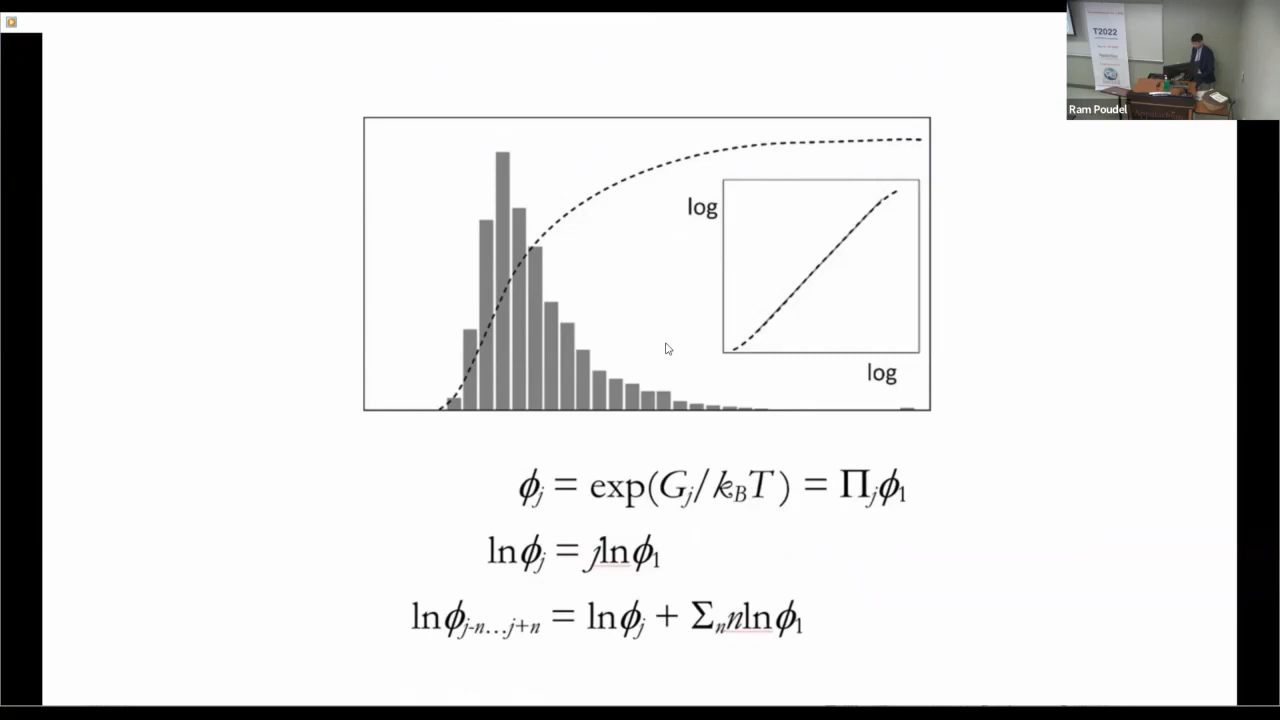 T2022
Ram Poudel
log
log
ϕj = exp(Gj/kBT) = Πjϕ1
lnϕj = jlnϕ1
lnϕj-n…j+n = lnϕj + Σnnlnϕ1